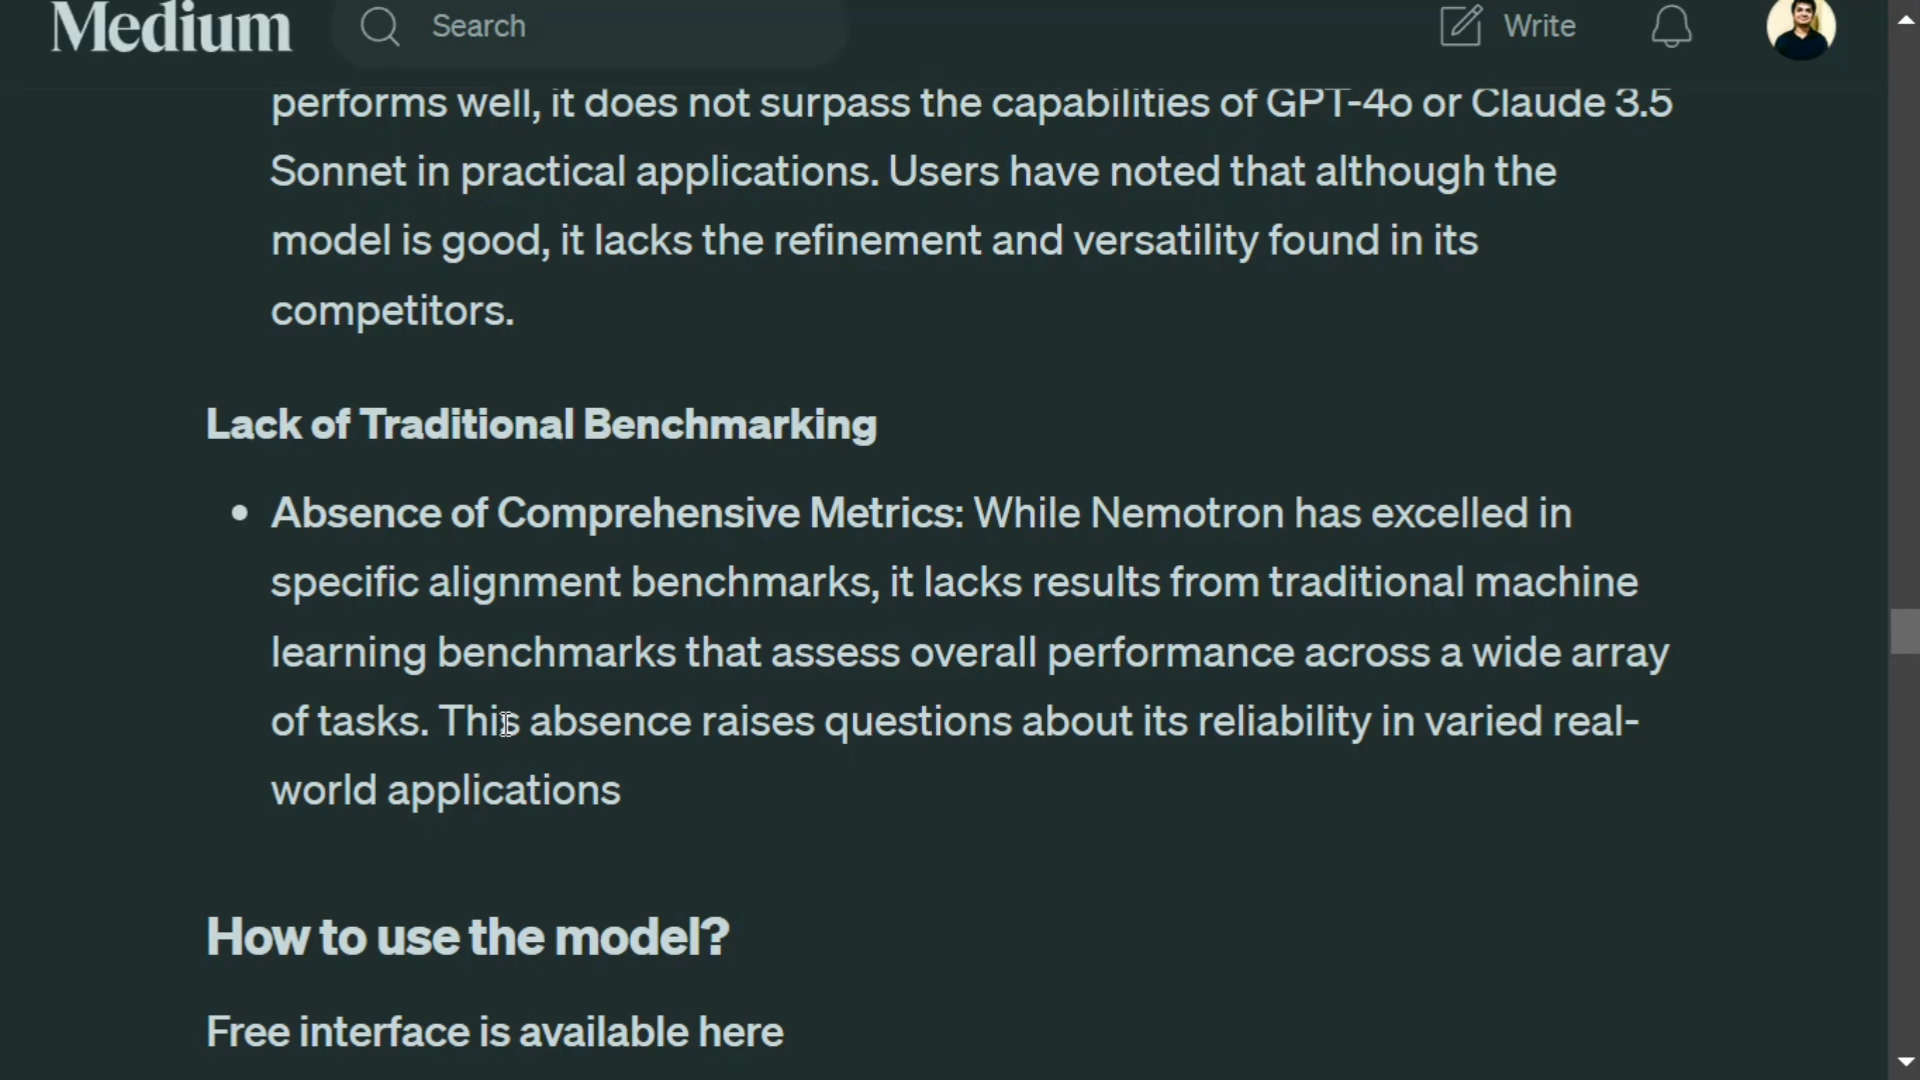 Medium
Search
Write
performs well, it does not surpass the capabilities of GPT-4o or Claude 3.5
Sonnet in practical applications. Users have noted that although the
model is good, it lacks the refinement and versatility found in its
competitors.
Lack of Traditional Benchmarking
• Absence of Comprehensive Metrics: While Nemotron has excelled in
specific alignment benchmarks, it lacks results from traditional machine
learning benchmarks that assess overall performance across a wide array
of tasks. This absence raises questions about its reliability in varied real-
world applications
How to use the model?
Free interface is available here